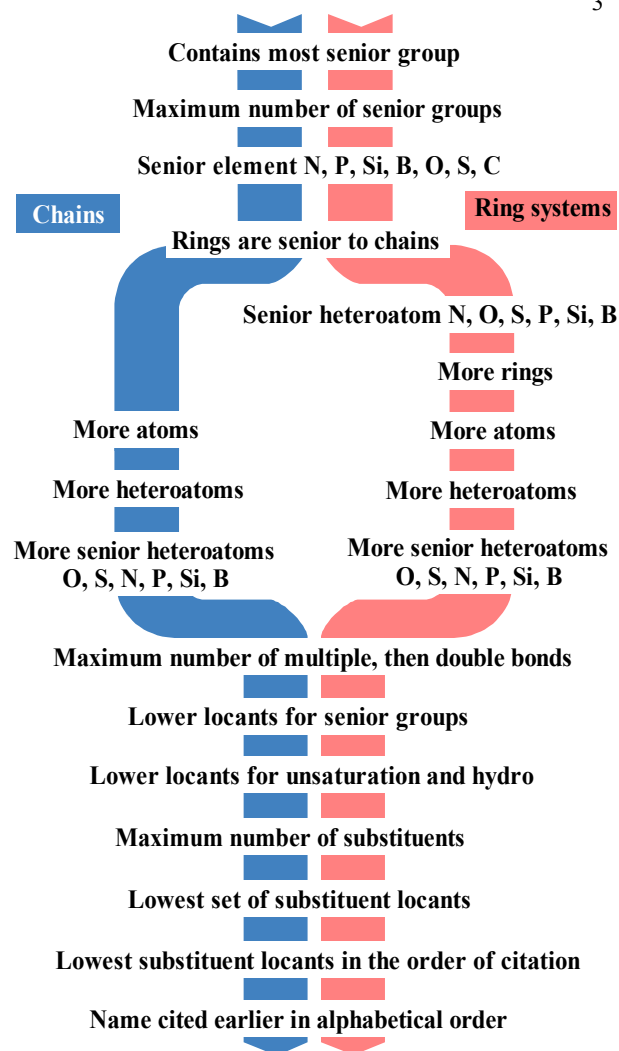 3
Contains most senior group
Maximum number of senior groups
Senior element N, P, Si, B, O, S, C
Chains
Ring systems
Rings are senior to chains
Senior heteroatom N, O, S, P, Si, B
More rings
More atoms
More atoms
More heteroatoms
More heteroatoms
More senior heteroatoms
O, S, N, P, Si, B
More senior heteroatoms
O, S, N, P, Si, B
Maximum number of multiple, then double bonds
Lower locants for senior groups
Lower locants for unsaturation and hydro
Maximum number of substituents
Lowest set of substituent locants
Lowest substituent locants in the order of citation
Name cited earlier in alphabetical order